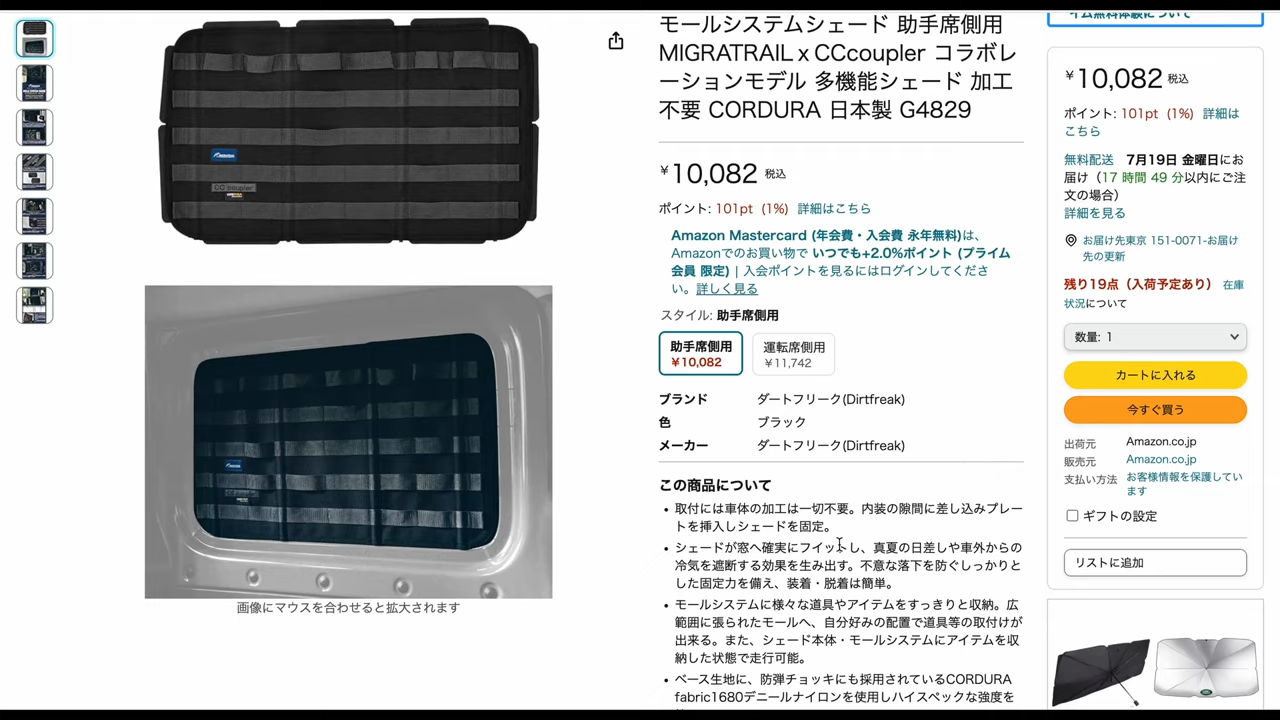 モールシステムシェード 助手席側用
MIGRATRAIL x CCcoupler コラボレ
ーションモデル 多機能シェード 加工
不要 CORDURA 日本製 G4829
¥10,082 税込
ポイント: 101pt (1%) 詳細はこちら
Amazon Mastercard (年会費・入会費 永年無料)は、
Amazonでのお買い物で いつでも+2.0%ポイント (プライム
会員 限定) | 入会ポイントを見るにはログインしてくださ
い。詳しく見る
スタイル: 助手席側用
助手席側用
¥10,082
運転席側用
¥11,742
ブランド ダートフリーク(Dirtfreak)
色 ブラック
メーカー ダートフリーク(Dirtfreak)
この商品について
• 取付には車体の加工は一切不要。内装の隙間に差し込みプレー
トを挿入しシェードを固定。
• シェードが窓へ確実にフイットし、真夏の日差しや車外からの
冷気を遮断する効果を生み出す。不意な落下を防ぐしっかりと
した固定力を備え、装着・脱着は簡単。
• モールシステムに様々な道具やアイテムをすっきりと収納。広
範囲に張られたモールへ、自分好みの配置で道具等の取付けが
出来る。また、シェード本体・モールシステムにアイテムを収
納した状態で走行可能。
• ベース生地に、防弾チョッキにも採用されているCORDURA
fabric1680デニールナイロンを使用しハイスペックな強度を
CC coupler
画像にマウスを合わせると拡大されます
イム無料体験について
¥10,082 税込
ポイント: 101pt (1%) 詳細は
こちら
無料配送 7月19日 金曜日にお
届け（17 時間 49 分以内にご注
文の場合）
詳細を見る
お届け先東京 151-0071-お届け
先の更新
残り19点（入荷予定あり） 在庫
状況について
数量: 1
カートに入れる
今すぐ買う
出荷元 Amazon.co.jp
販売元 Amazon.co.jp
支払い方法 お客様情報を保護してい
ます
ギフトの設定
リストに追加